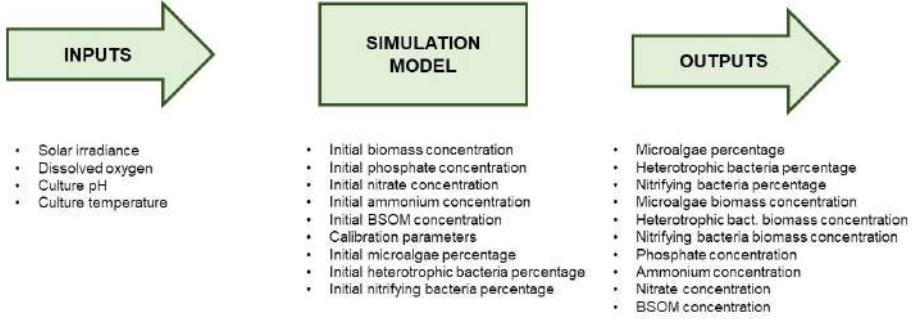 INPUTS
• Solar irradiance
• Dissolved oxygen
• Culture pH
• Culture temperature
SIMULATION
MODEL
• Initial biomass concentration
• Initial phosphate concentration
• Initial nitrate concentration
• Initial ammonium concentration
• Initial BSOM concentration
• Calibration parameters
• Initial microalgae percentage
• Initial heterotrophic bacteria percentage
• Initial nitrifying bacteria percentage
OUTPUTS
• Microalgae percentage
• Heterotrophic bacteria percentage
• Nitrifying bacteria percentage
• Microalgae biomass concentration
• Heterotrophic bact. biomass concentration
• Nitrifying bacteria biomass concentration
• Phosphate concentration
• Ammonium concentration
• Nitrate concentration
• BSOM concentration